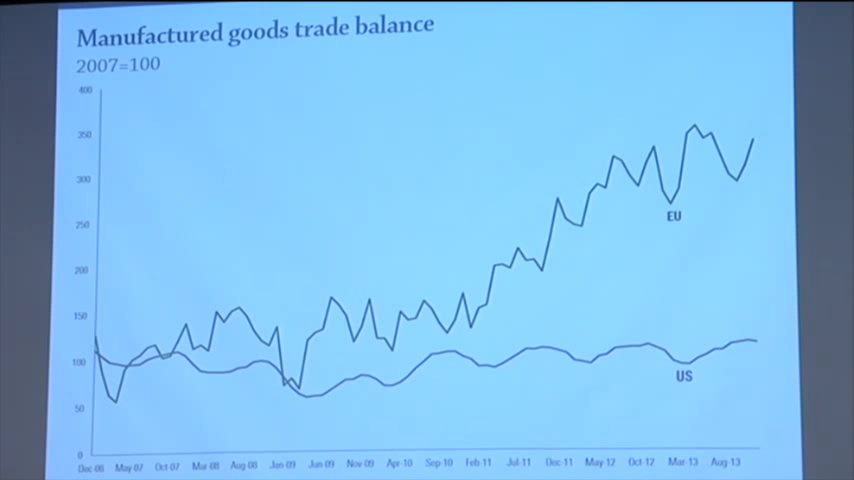 Manufactured goods trade balance
2007=100
400
350
300
250
200
150
100
50
0
EU
US
Dec-06 May-07 Oct-07 Mar-08 Aug-08 Jan-09 Jun-09 Nov-09 Apr-10 Sep-10 Feb-11 Jul-11 Dec-11 May-12 Oct-12 Mar-13 Aug-13